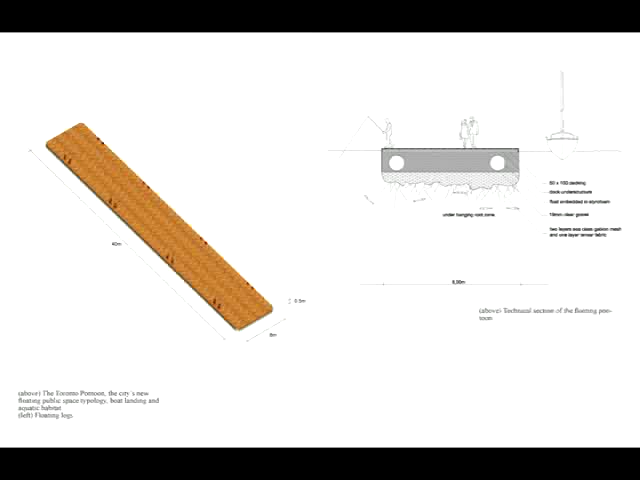 40m
0.5m
6m
(above) The Toronto Pontoon, the city's new
floating public space typology, boat landing and
aquatic habitat
(left) Floating logs
50 x 100 decking
dock understructure
float embedded in styrofoam
19mm clear gravel
two layers sea class gabion mesh
and one layer tensar fabric
under hanging root zone
6,00m
(above) Technical section of the floating pon-
toon